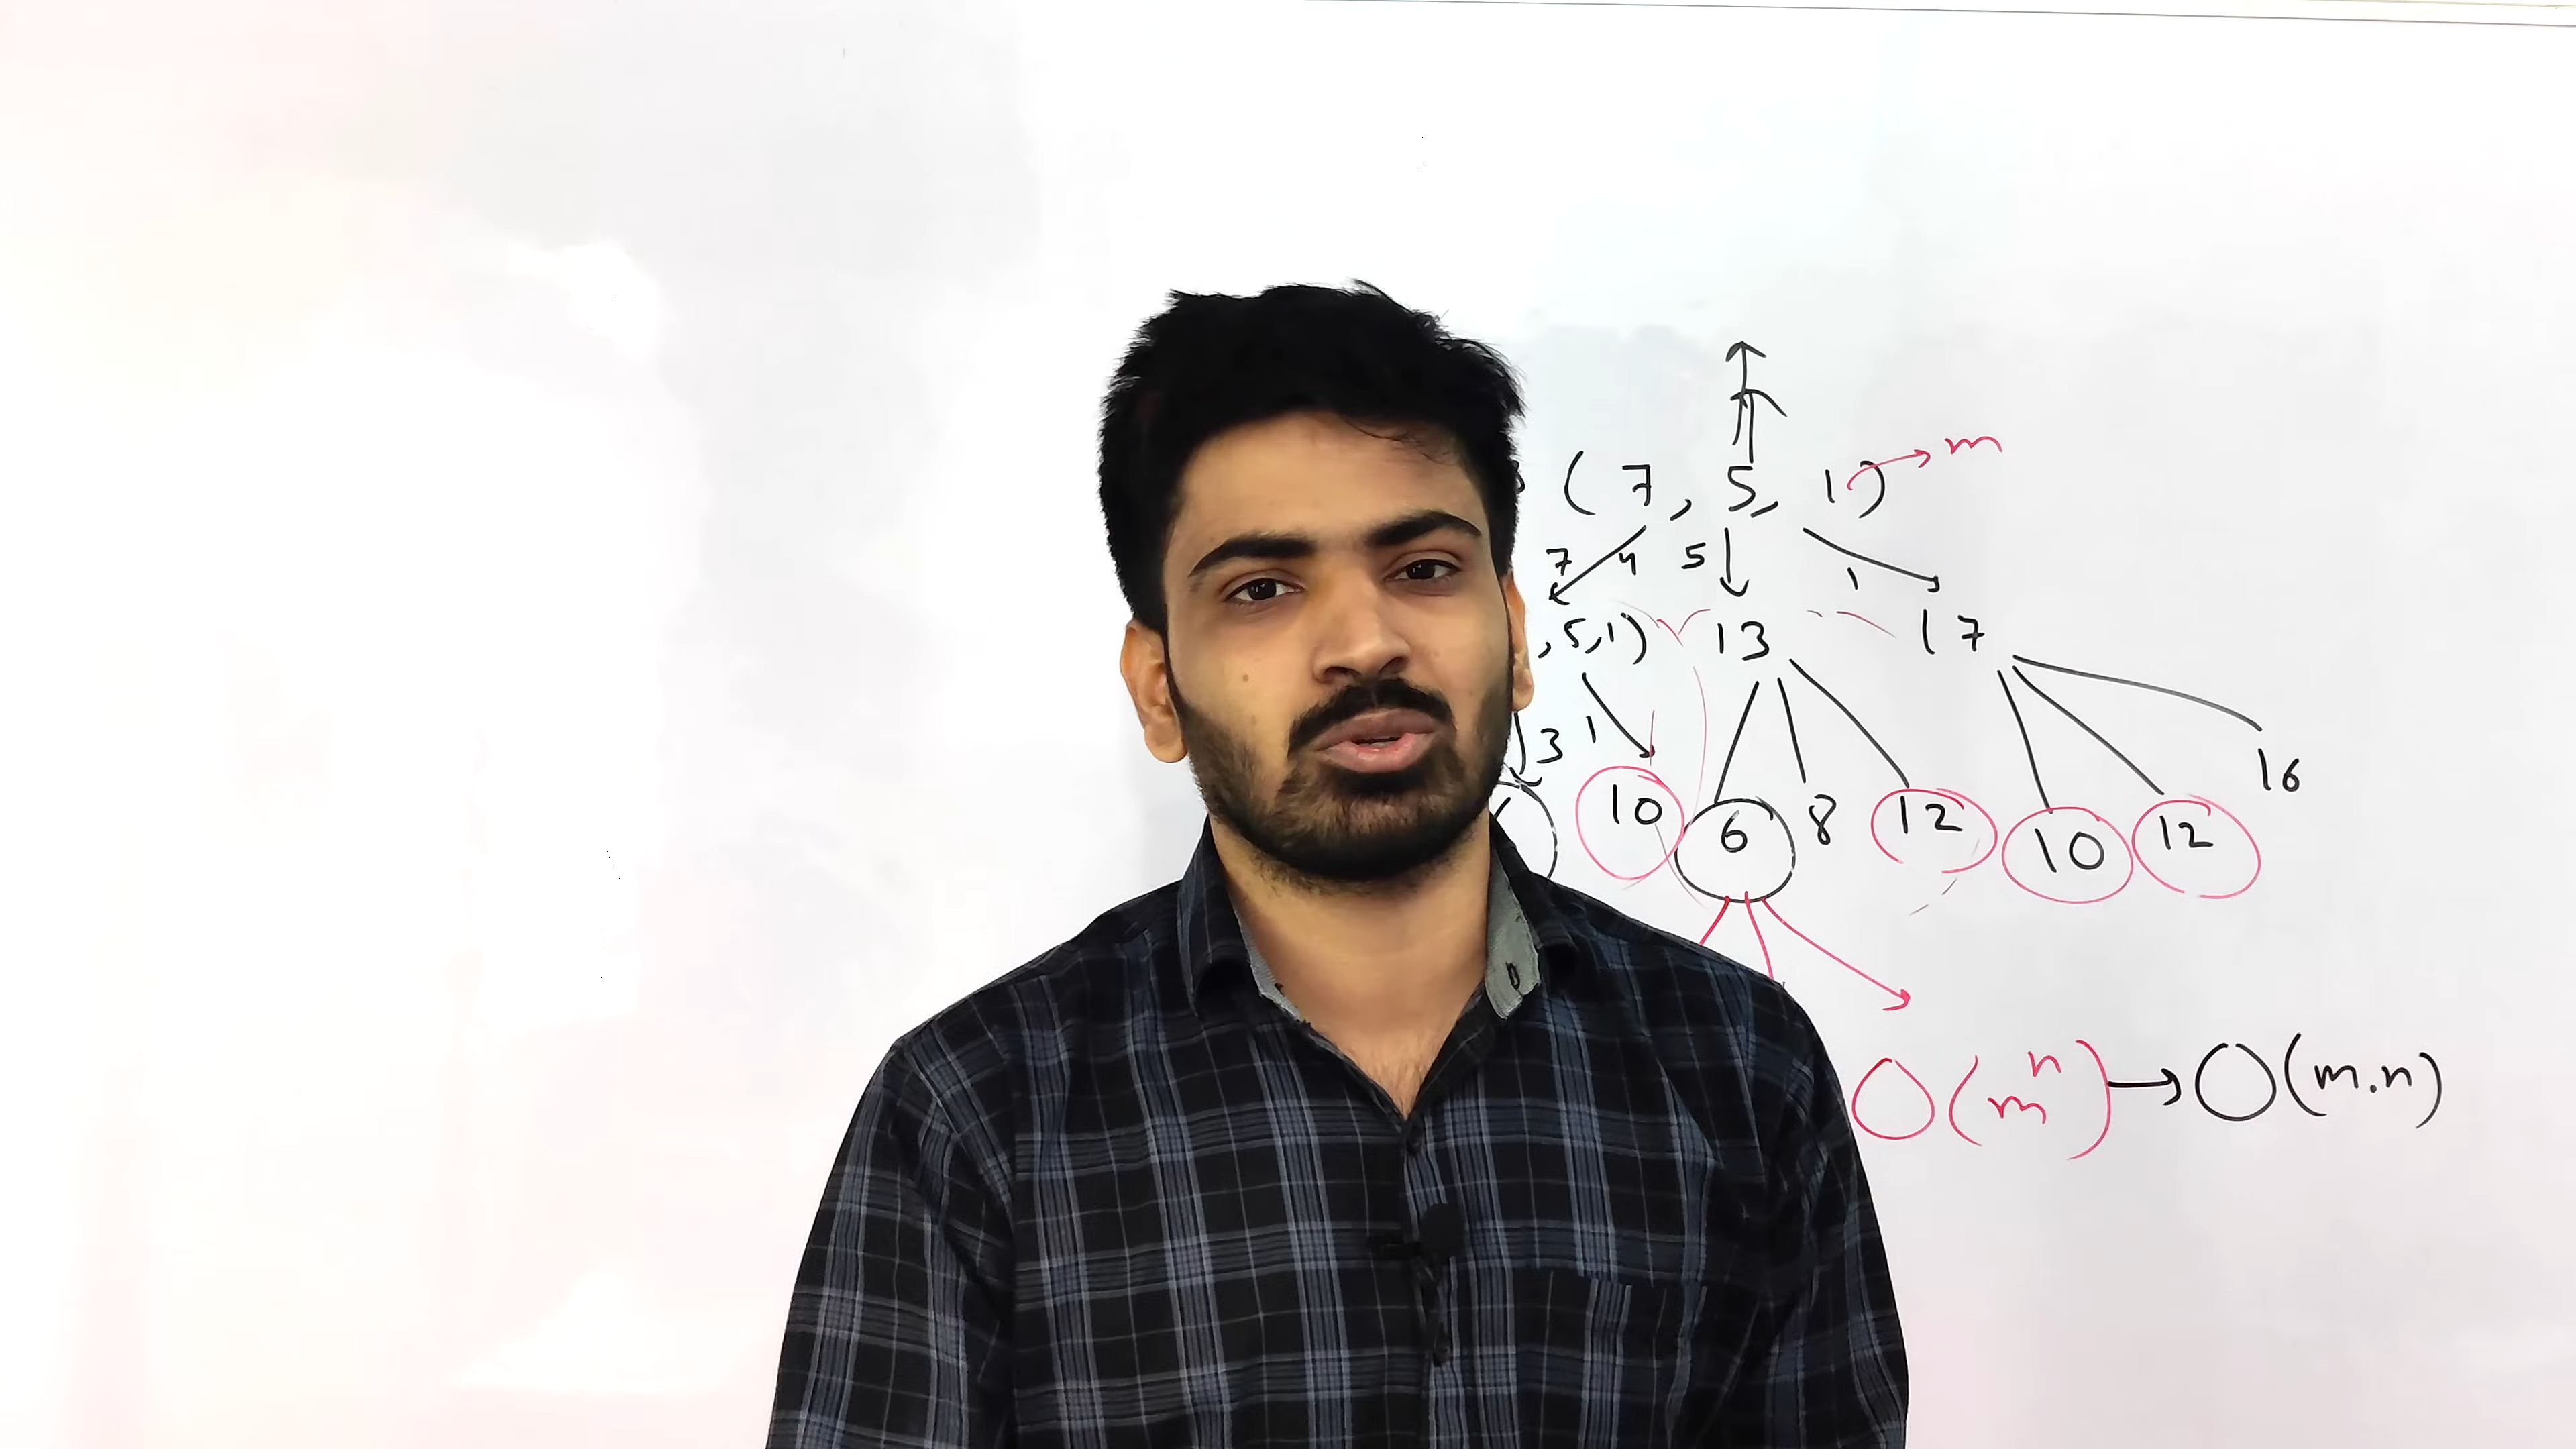 (7, 5, 1) → m
7 5 1
, 5, 1) 13 17
3 1
10 6 8 12 10 12 16
O(mⁿ) → O(m.n)